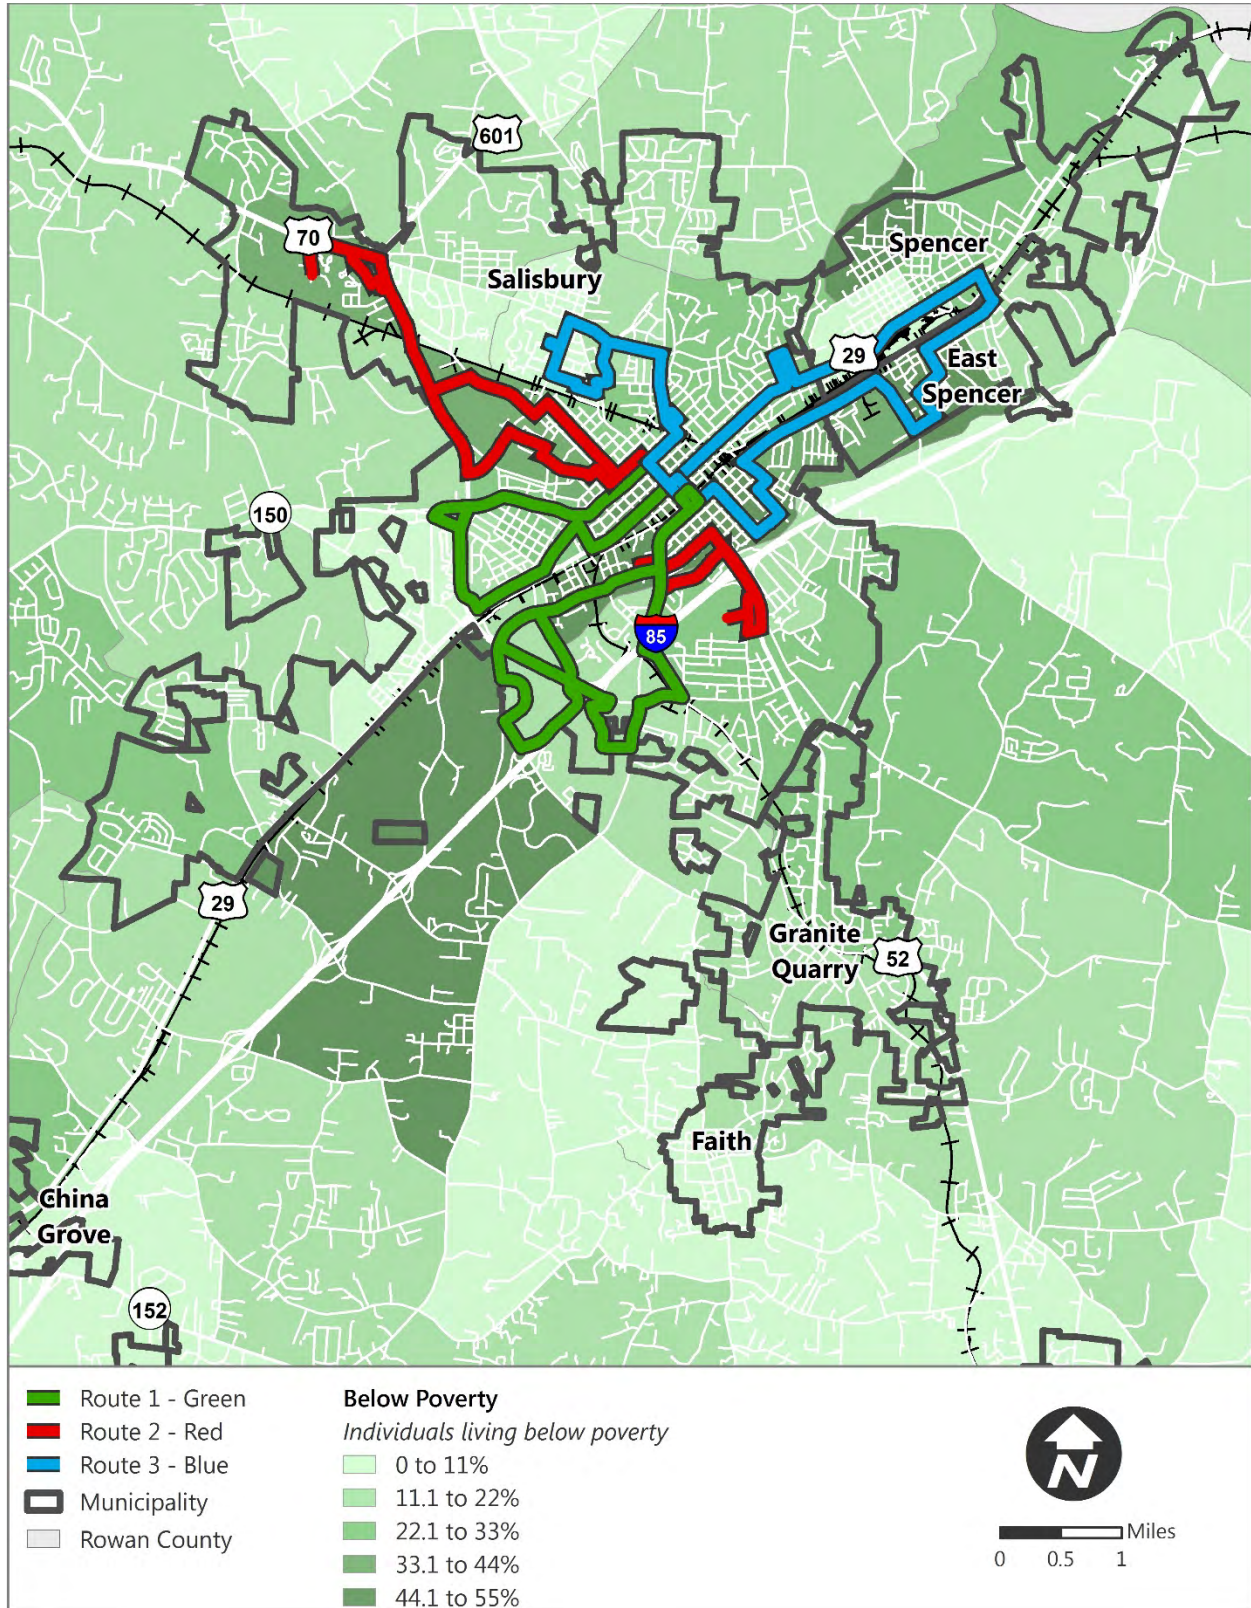 601
70
Salisbury
Spencer
29
East
Spencer
150
85
29
Granite
Quarry
52
Faith
China
Grove
152
Route 1 - Green
Route 2 - Red
Route 3 - Blue
Municipality
Rowan County
Below Poverty
Individuals living below poverty
0 to 11%
11.1 to 22%
22.1 to 33%
33.1 to 44%
44.1 to 55%
N
Miles
0 0.5 1